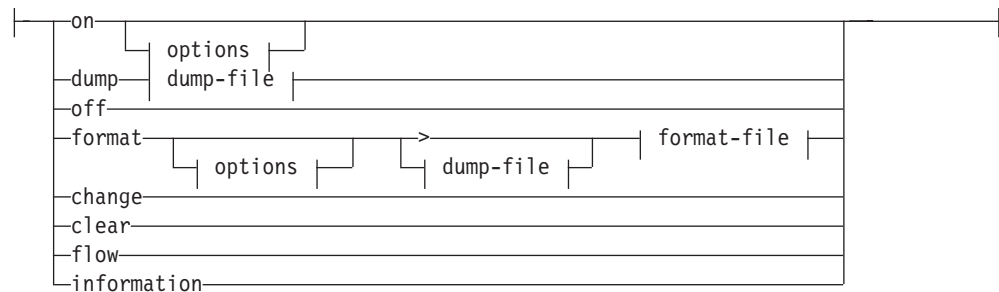 on
options
dump dump-file
off
format > format-file
options dump-file
change
clear
flow
information